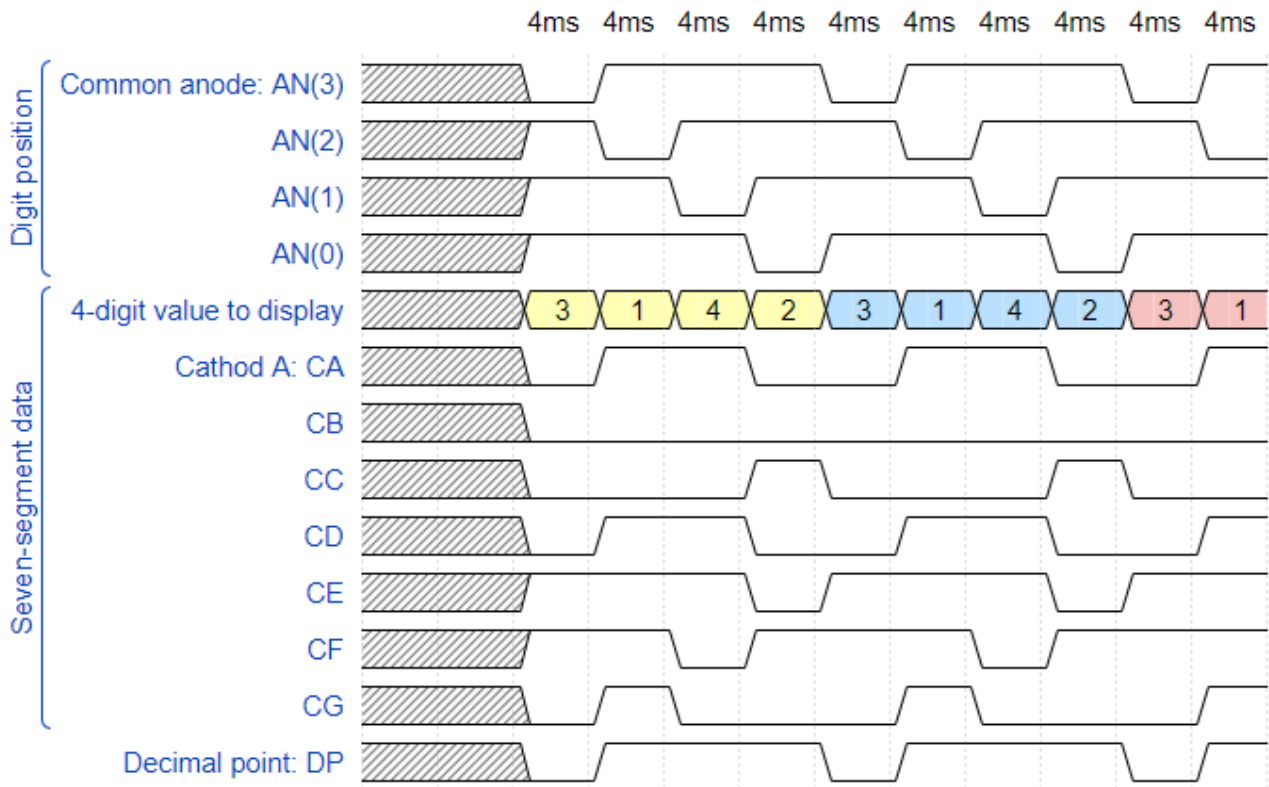 4ms 4ms 4ms 4ms 4ms 4ms 4ms 4ms 4ms 4ms
Digit position
Common anode: AN(3)
AN(2)
AN(1)
AN(0)
Seven-segment data
4-digit value to display 3 1 4 2 3 1 4 2 3 1
Cathod A: CA
CB
CC
CD
CE
CF
CG
Decimal point: DP